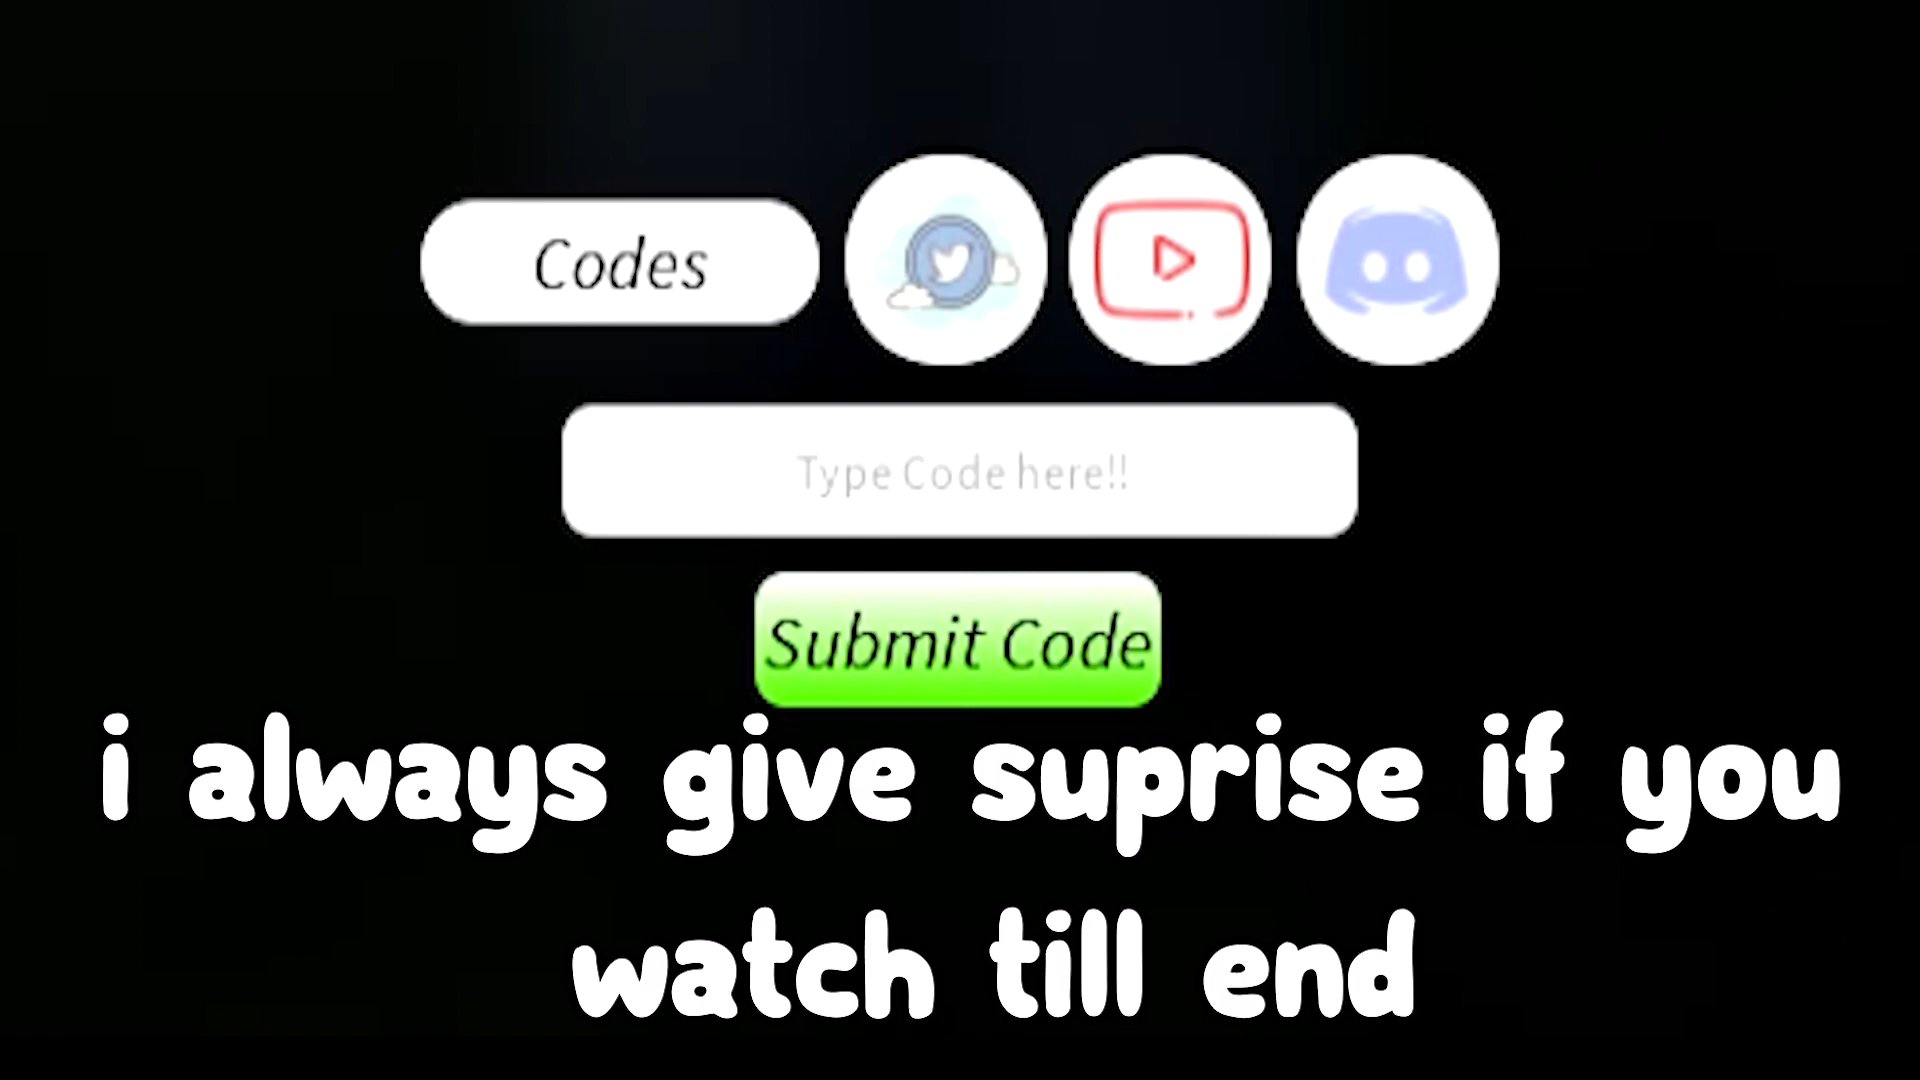 Codes
Type Code here!!
Submit Code
i always give suprise if you
watch till end